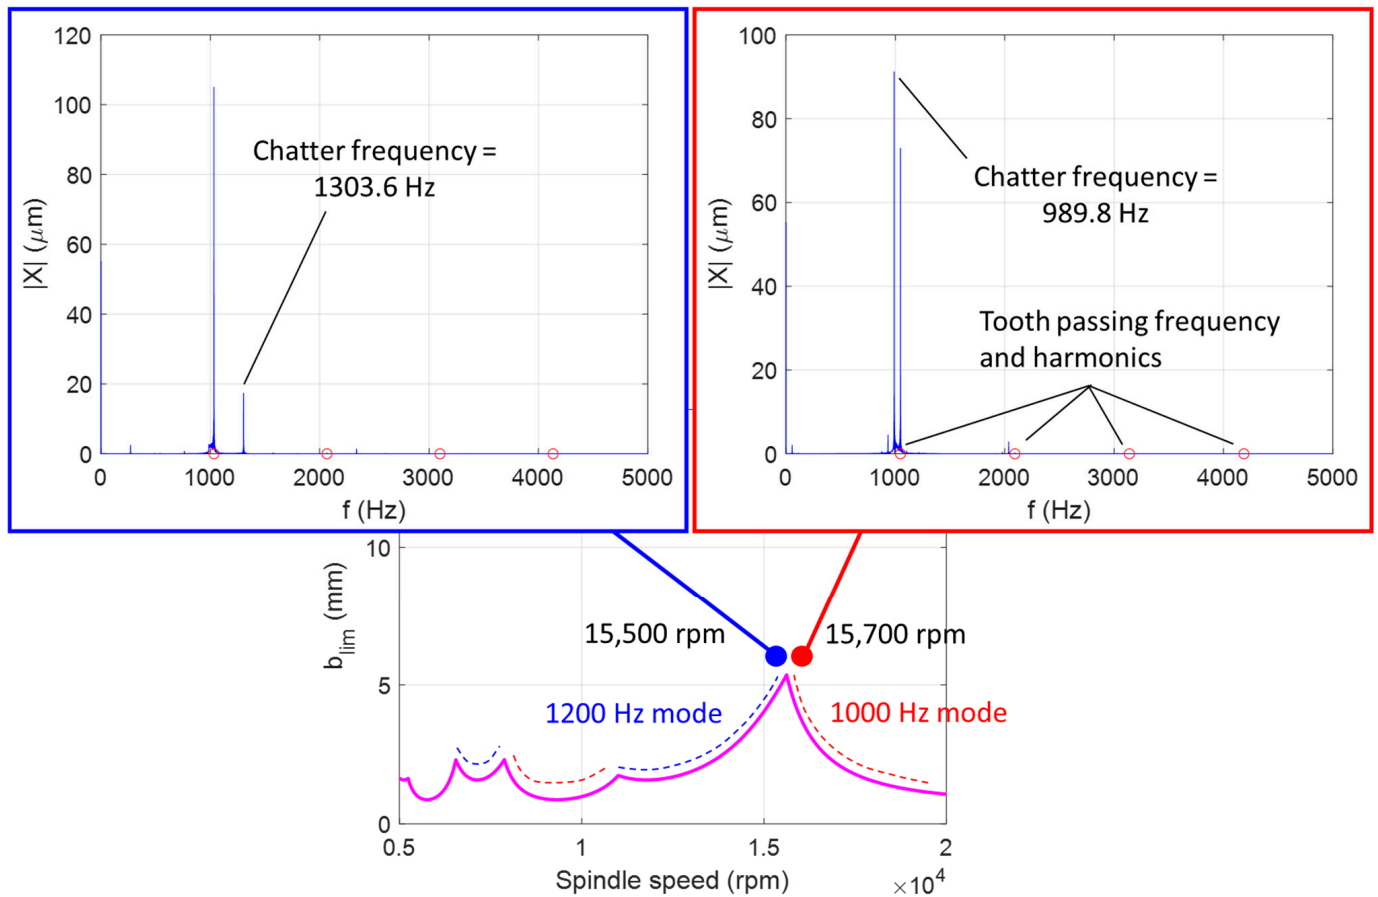 120
100
80
60
40
20
0
0
1000
2000
3000
4000
5000
|X| (μm)
f (Hz)
Chatter frequency =
1303.6 Hz
100
80
60
40
20
0
0
1000
2000
3000
4000
5000
|X| (μm)
f (Hz)
Chatter frequency =
989.8 Hz
Tooth passing frequency
and harmonics
10
5
0
0.5
1
1.5
2
b_lim (mm)
Spindle speed (rpm)
×10^4
15,500 rpm
15,700 rpm
1200 Hz mode
1000 Hz mode